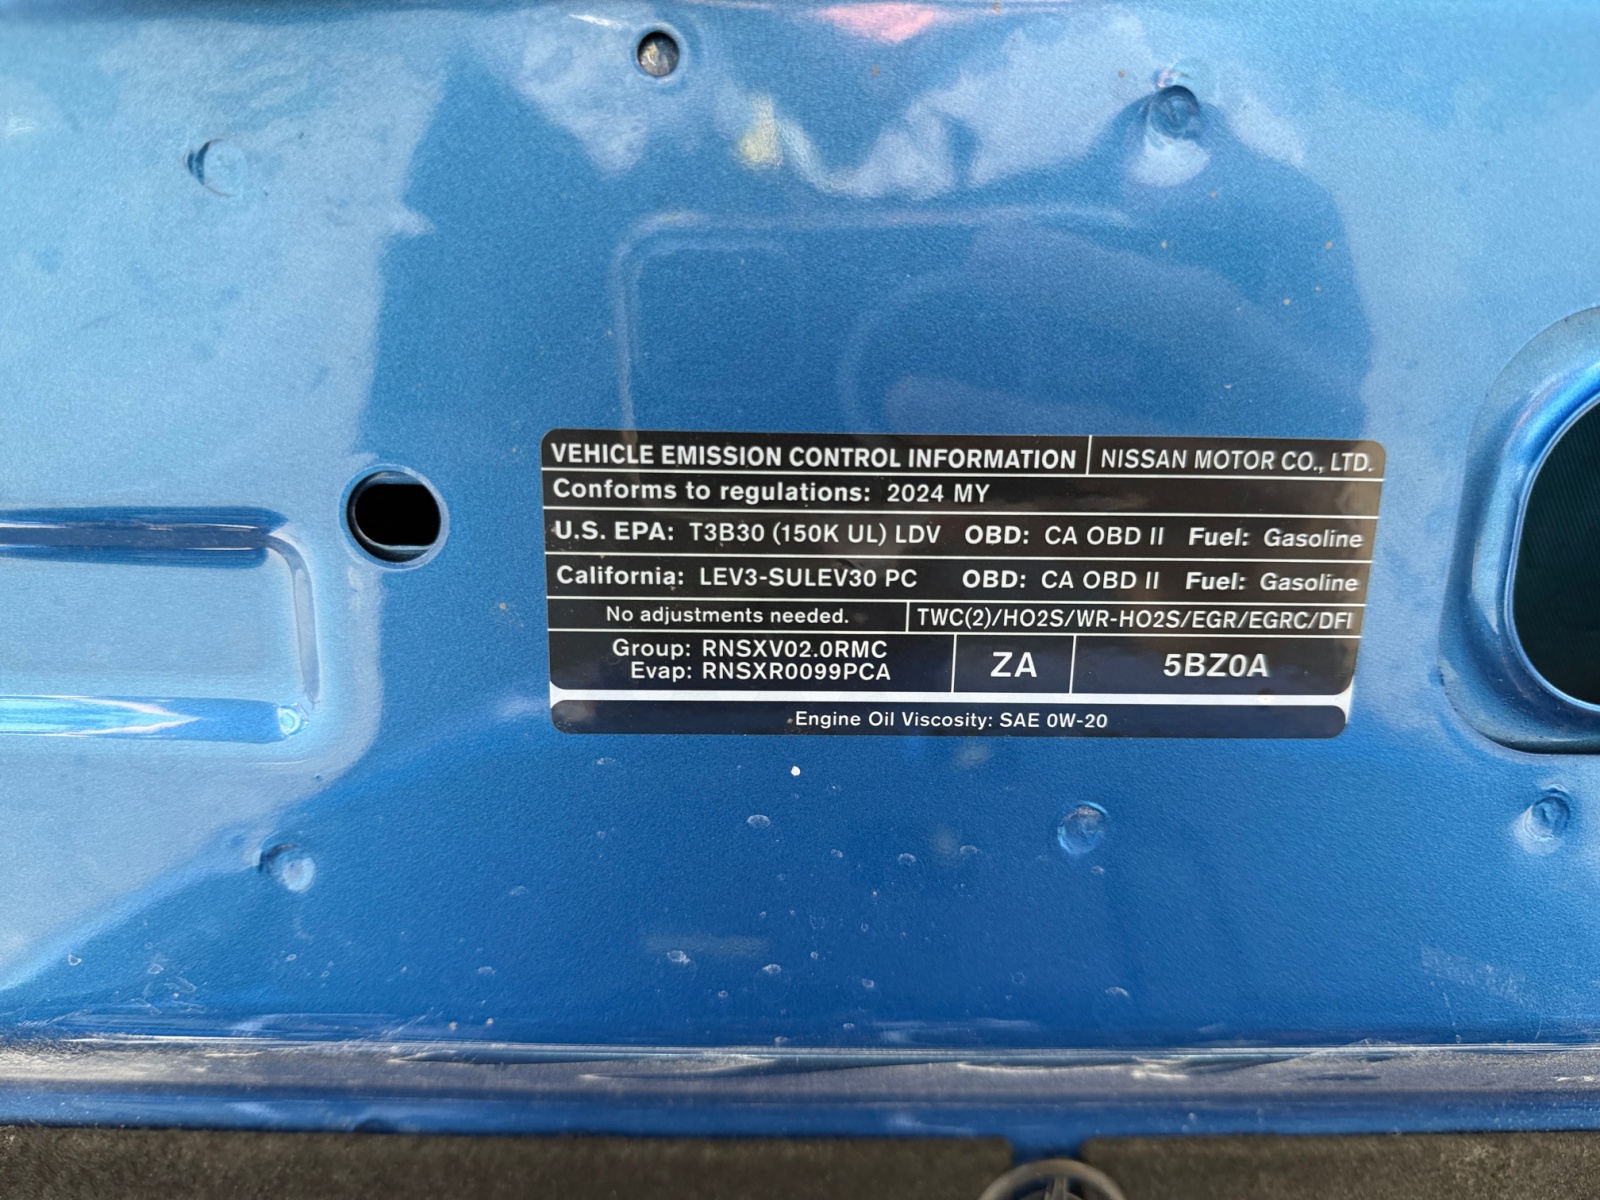 VEHICLE EMISSION CONTROL INFORMATION NISSAN MOTOR CO., LTD.
Conforms to regulations: 2024 MY
U.S. EPA: T3B30 (150K UL) LDV OBD: CA OBD II Fuel: Gasoline
California: LEV3-SULEV30 PC OBD: CA OBD II Fuel: Gasoline
No adjustments needed. TWC(2)/HO2S/WR-HO2S/EGR/EGRC/DFI
Group: RNSXV02.0RMC
Evap: RNSXR0099PCA
ZA
5BZ0A
Engine Oil Viscosity: SAE 0W-20